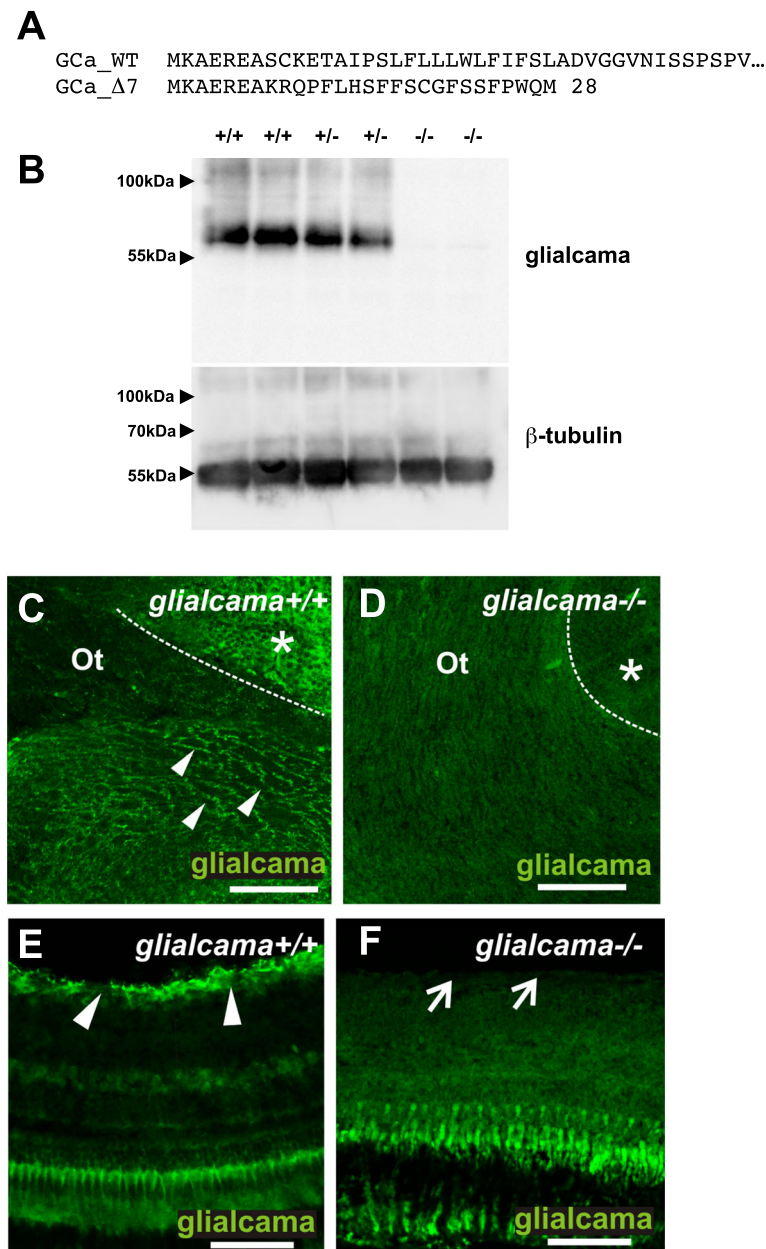 A
GCa_WT MKAEREASCKETAIPSLFLLLWLFIFSLADVGGVNISSPSPV…
GCa_Δ7 MKAEREAKRQPFLHSFFSCGFSSFPWQM 28
+/+ +/+ +/- +/- -/- -/-
B
100kDa
55kDa
glialcama
100kDa
70kDa
55kDa
β-tubulin
C
glialcama+/+
*
Ot
glialcama
D
glialcama-/-
Ot
*
glialcama
E
glialcama+/+
glialcama
F
glialcama-/-
glialcama